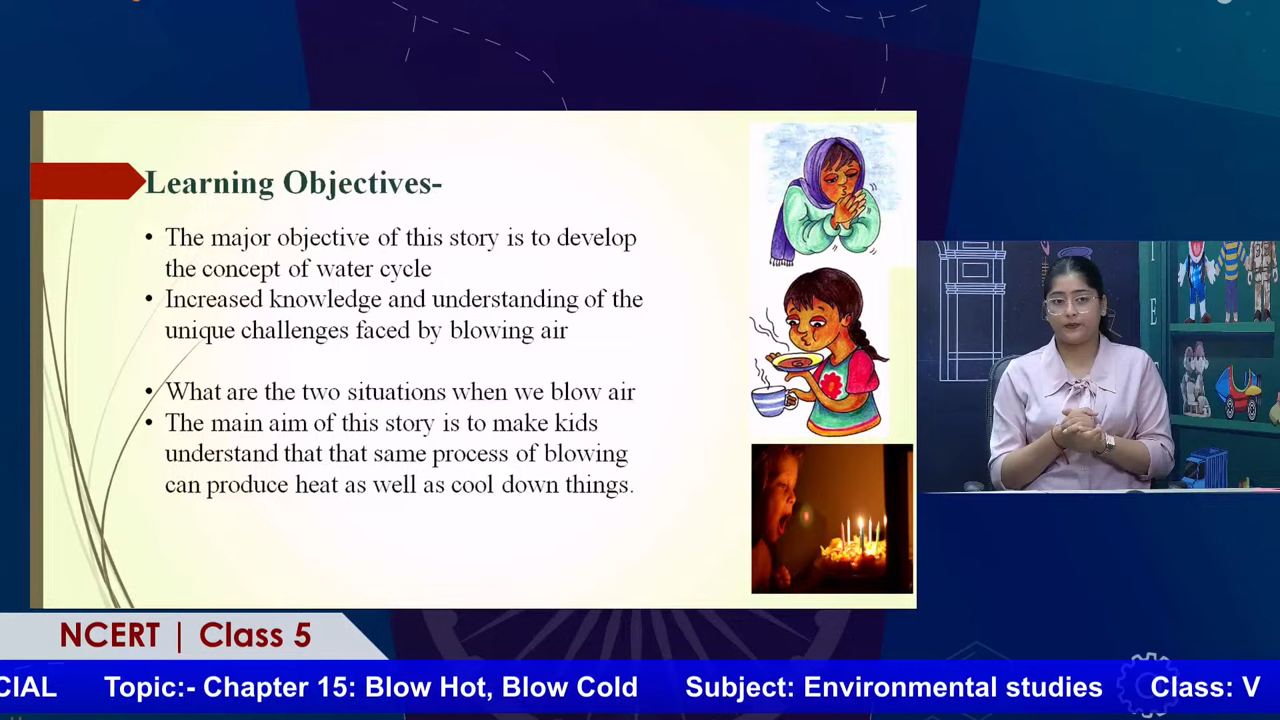 Learning Objectives-
• The major objective of this story is to develop
the concept of water cycle
• Increased knowledge and understanding of the
unique challenges faced by blowing air
• What are the two situations when we blow air
• The main aim of this story is to make kids
understand that that same process of blowing
can produce heat as well as cool down things.
NCERT | Class 5
CIAL Topic:- Chapter 15: Blow Hot, Blow Cold Subject: Environmental studies Class: V